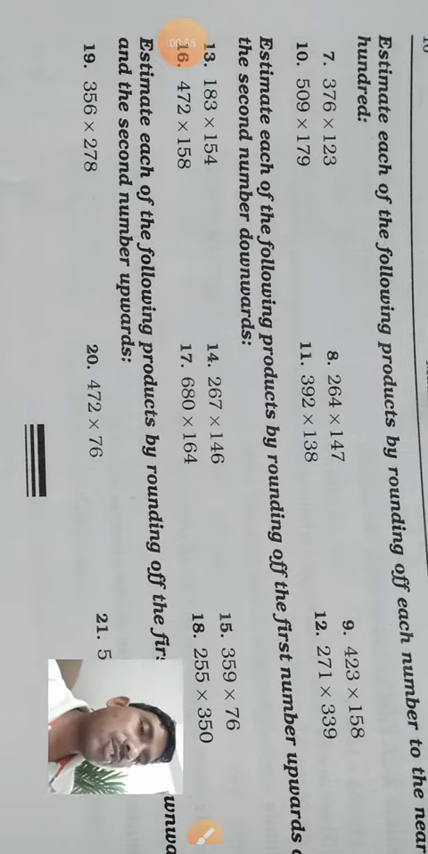 Estimate each of the following products by rounding off each number to the near
hundred:
7. 376 × 123 8. 264 × 147 9. 423 × 158
10. 509 × 179 11. 392 × 138 12. 271 × 339
Estimate each of the following products by rounding off the first number upwards
the second number downwards:
13. 183 × 154 14. 267 × 146 15. 359 × 76
16. 472 × 158 17. 680 × 164 18. 255 × 350
Estimate each of the following products by rounding off the fir
wnwa
and the second number upwards:
19. 356 × 278 20. 472 × 76 21. 5